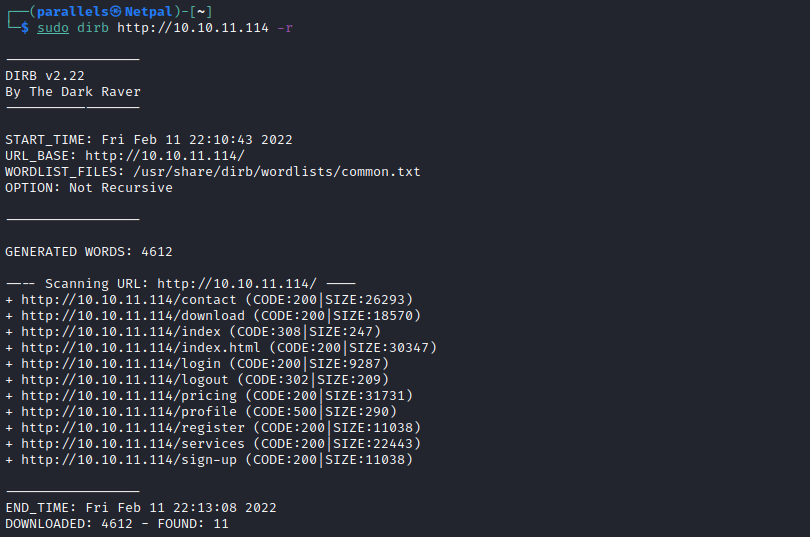 ┌──(parallels㉿Netpal)-[~]
└─$ sudo dirb http://10.10.11.114 -r
-----------------
DIRB v2.22
By The Dark Raver
-----------------
START_TIME: Fri Feb 11 22:10:43 2022
URL_BASE: http://10.10.11.114/
WORDLIST_FILES: /usr/share/dirb/wordlists/common.txt
OPTION: Not Recursive
-----------------
GENERATED WORDS: 4612
---- Scanning URL: http://10.10.11.114/ ----
+ http://10.10.11.114/contact (CODE:200|SIZE:26293)
+ http://10.10.11.114/download (CODE:200|SIZE:18570)
+ http://10.10.11.114/index (CODE:308|SIZE:247)
+ http://10.10.11.114/index.html (CODE:200|SIZE:30347)
+ http://10.10.11.114/login (CODE:200|SIZE:9287)
+ http://10.10.11.114/logout (CODE:302|SIZE:209)
+ http://10.10.11.114/pricing (CODE:200|SIZE:31731)
+ http://10.10.11.114/profile (CODE:500|SIZE:290)
+ http://10.10.11.114/register (CODE:200|SIZE:11038)
+ http://10.10.11.114/services (CODE:200|SIZE:22443)
+ http://10.10.11.114/sign-up (CODE:200|SIZE:11038)
-----------------
END_TIME: Fri Feb 11 22:13:08 2022
DOWNLOADED: 4612 - FOUND: 11